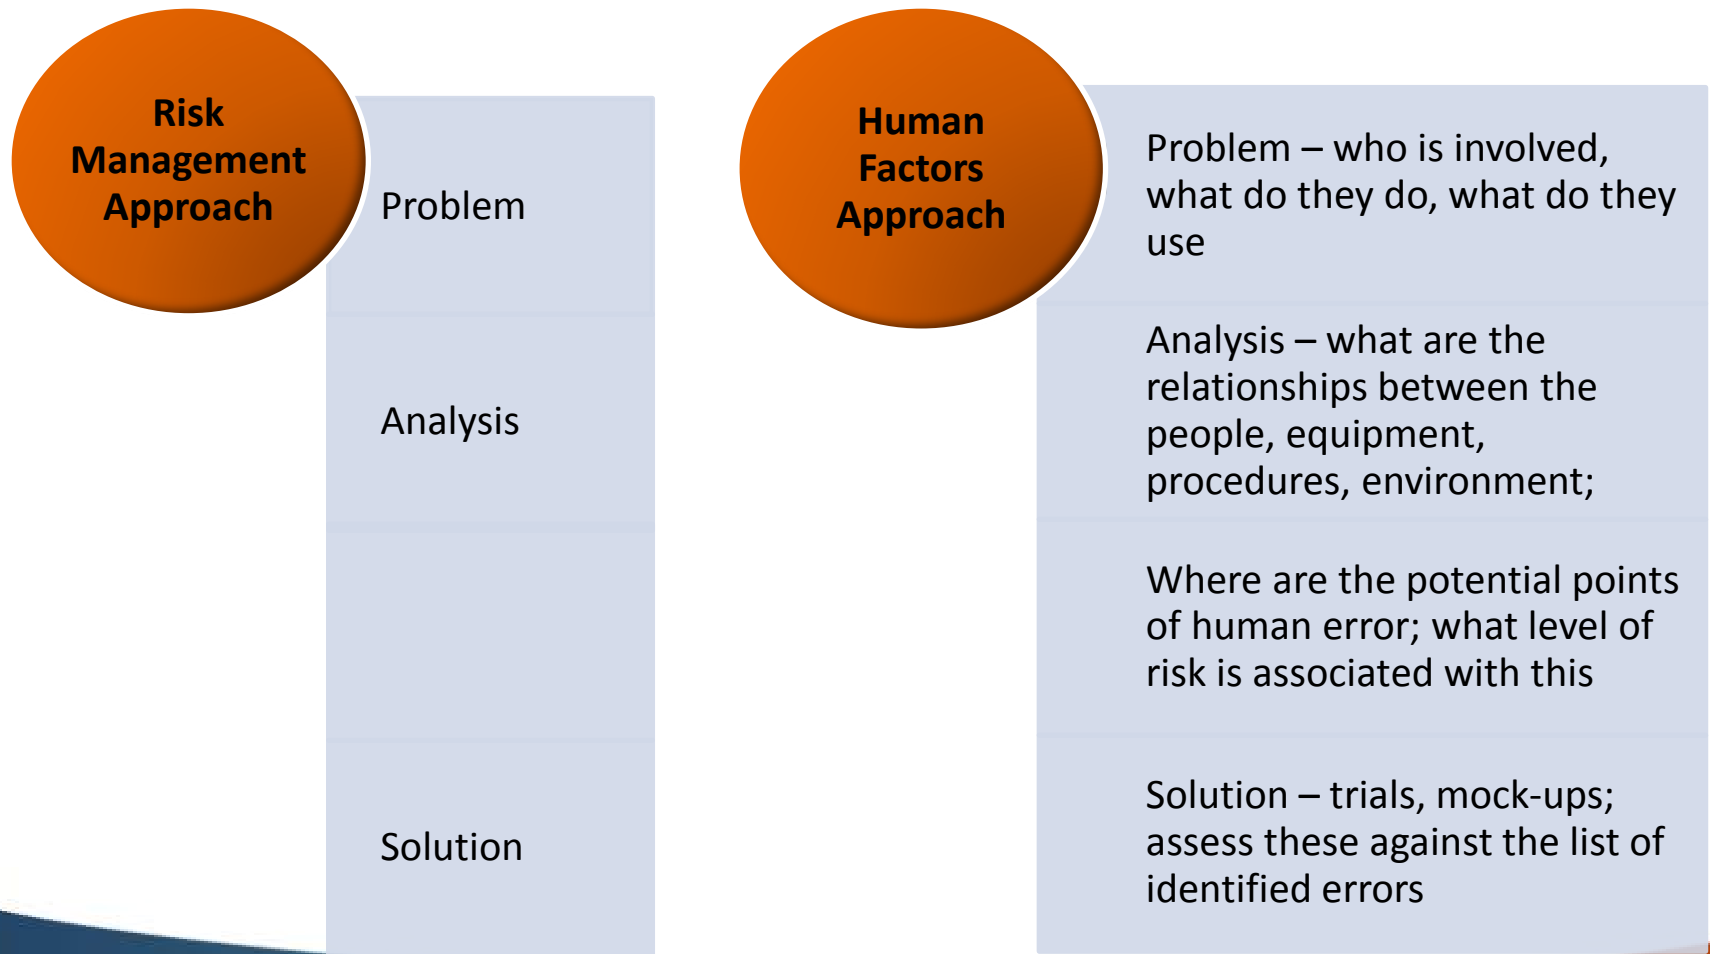 Risk
Management
Approach
Problem
Analysis
Solution
Human
Factors
Approach
Problem – who is involved,
what do they do, what do they
use
Analysis – what are the
relationships between the
people, equipment,
procedures, environment;
Where are the potential points
of human error; what level of
risk is associated with this
Solution – trials, mock-ups;
assess these against the list of
identified errors